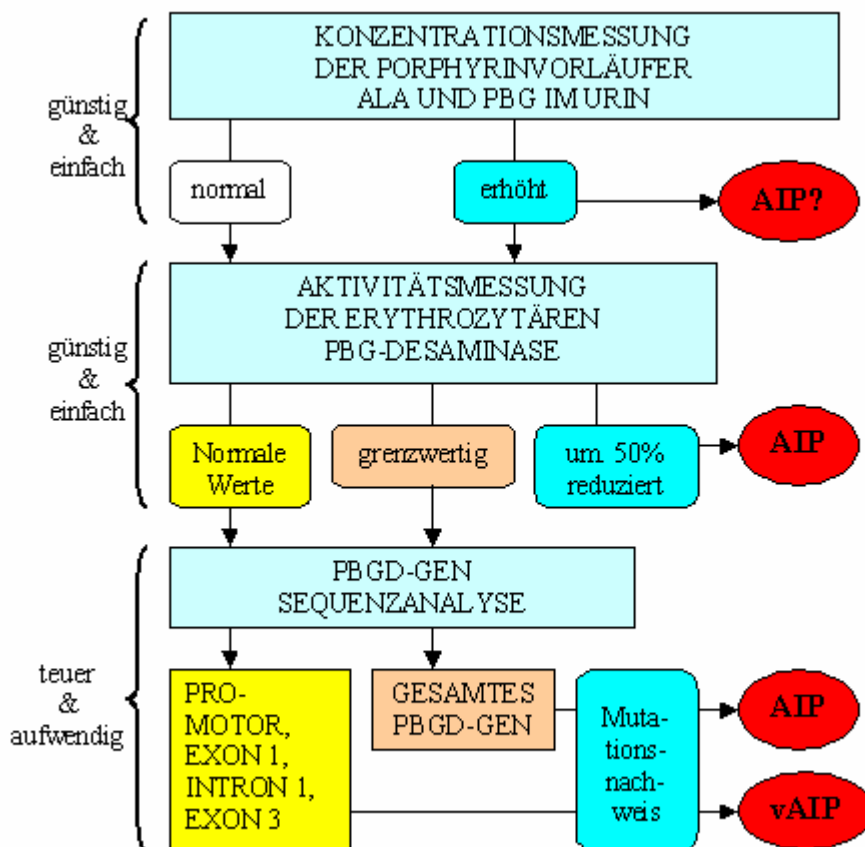 günstig
&
einfach
KONZENTRATIONSMESSUNG
DER PORPHYRINVORLÄUFER
ALA UND PBG IM URIN
normal
erhöht
AIP?
günstig
&
einfach
AKTIVITÄTSMESSUNG
DER ERYTHROZYTÄREN
PBG-DESAMINASE
Normale
Werte
grenzwertig
um 50%
reduziert
AIP
teuer
&
aufwendig
PBGD-GEN
SEQUENZANALYSE
PRO-
MOTOR,
EXON 1,
INTRON 1,
EXON 3
GESAMTES
PBGD-GEN
Muta-
tions-
nach-
weis
AIP
vAIP